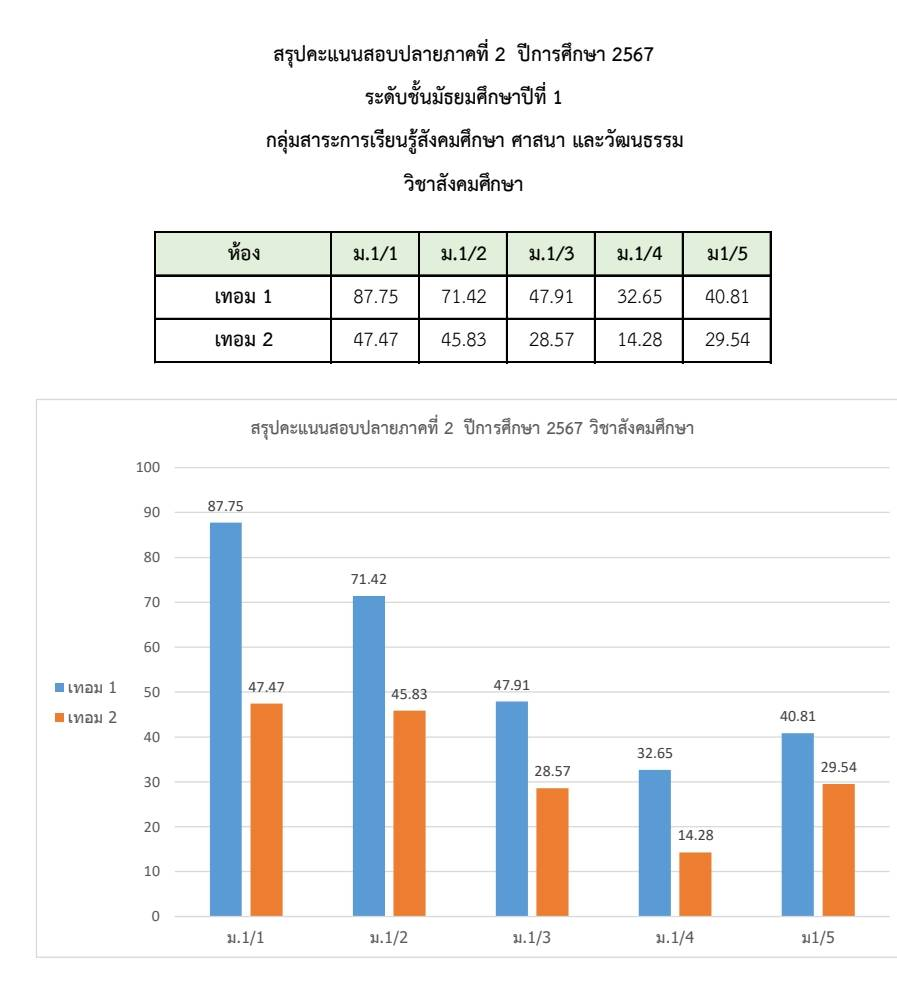 สรุปคะแนนสอบปลายภาคที่ 2 ปีการศึกษา 2567
ระดับชั้นมัธยมศึกษาปีที่ 1
กลุ่มสาระการเรียนรู้สังคมศึกษา ศาสนา และวัฒนธรรม
วิชาสังคมศึกษา
ห้อง ม.1/1 ม.1/2 ม.1/3 ม.1/4 ม1/5
เทอม 1 87.75 71.42 47.91 32.65 40.81
เทอม 2 47.47 45.83 28.57 14.28 29.54
สรุปคะแนนสอบปลายภาคที่ 2 ปีการศึกษา 2567 วิชาสังคมศึกษา
100
90
80
70
60
50
40
30
20
10
0
87.75
47.47
71.42
45.83
47.91
28.57
32.65
14.28
40.81
29.54
เทอม 1
เทอม 2
ม.1/1 ม.1/2 ม.1/3 ม.1/4 ม1/5